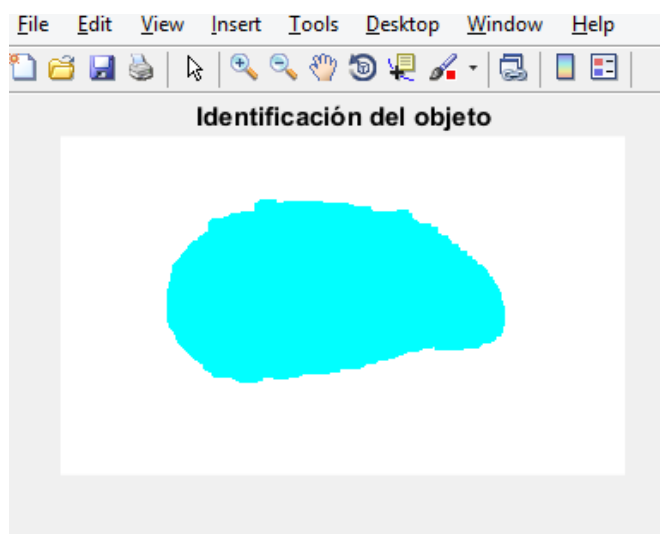 File Edit View Insert Tools Desktop Window Help
Identificación del objeto